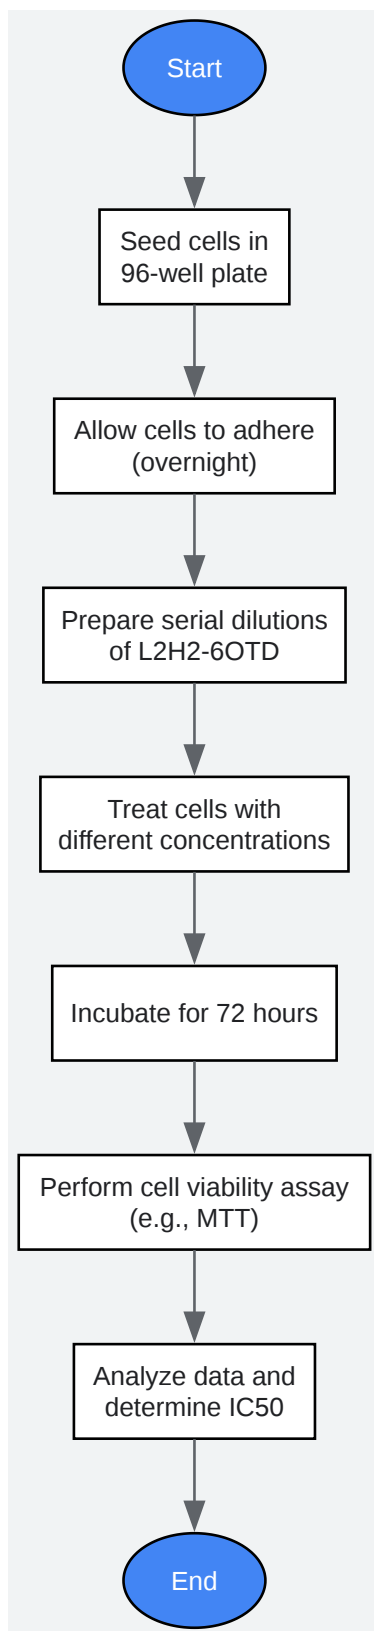 Start
Seed cells in
96-well plate
Allow cells to adhere
(overnight)
Prepare serial dilutions
of L2H2-6OTD
Treat cells with
different concentrations
Incubate for 72 hours
Perform cell viability assay
(e.g., MTT)
Analyze data and
determine IC50
End